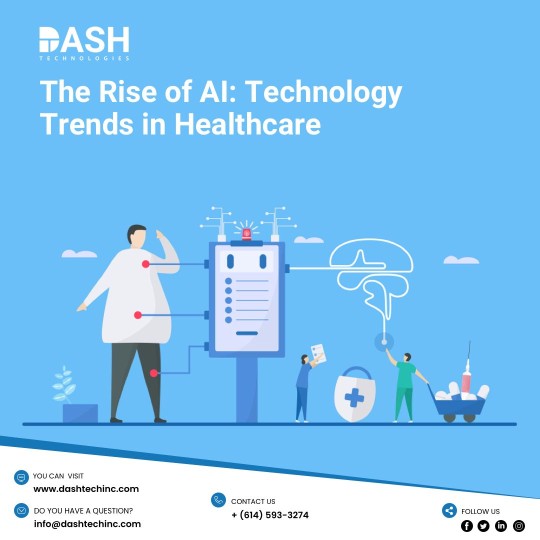 DASH
TECHNOLOGIES
The Rise of AI: Technology
Trends in Healthcare
YOU CAN VISIT
www.dashtechinc.com
DO YOU HAVE A QUESTION?
info@dashtechinc.com
CONTACT US
+ (614) 593-3274
FOLLOW US